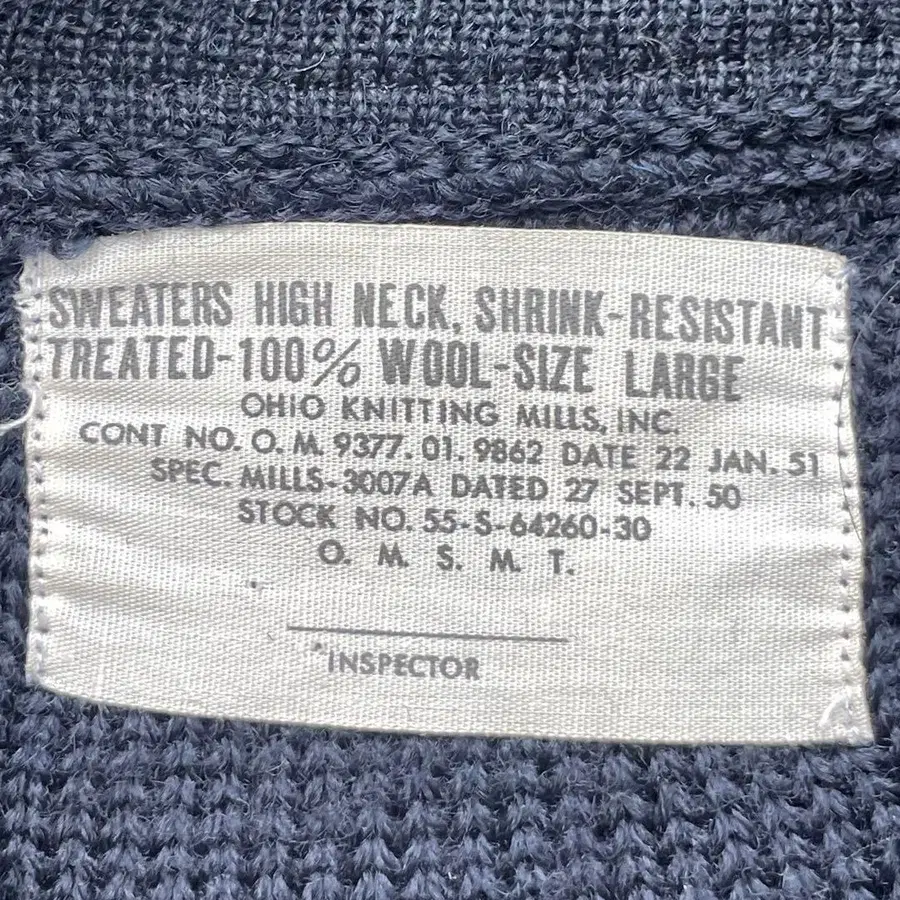 SWEATERS HIGH NECK, SHRINK-RESISTANT
TREATED-100% WOOL-SIZE LARGE
OHIO KNITTING MILLS, INC.
CONT NO. O. M. 9377. 01. 9862 DATE 22 JAN. 51
SPEC. MILLS-3007A DATED 27 SEPT. 50
STOCK NO. 55-S-64260-30
O. M. S. M. T.
INSPECTOR